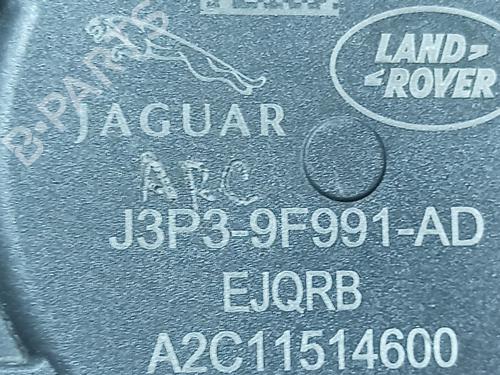 B-PARTS
LAND
ROVER
JAGUAR
ARC
J3P3-9F991-AD
EJQRB
A2C11514600